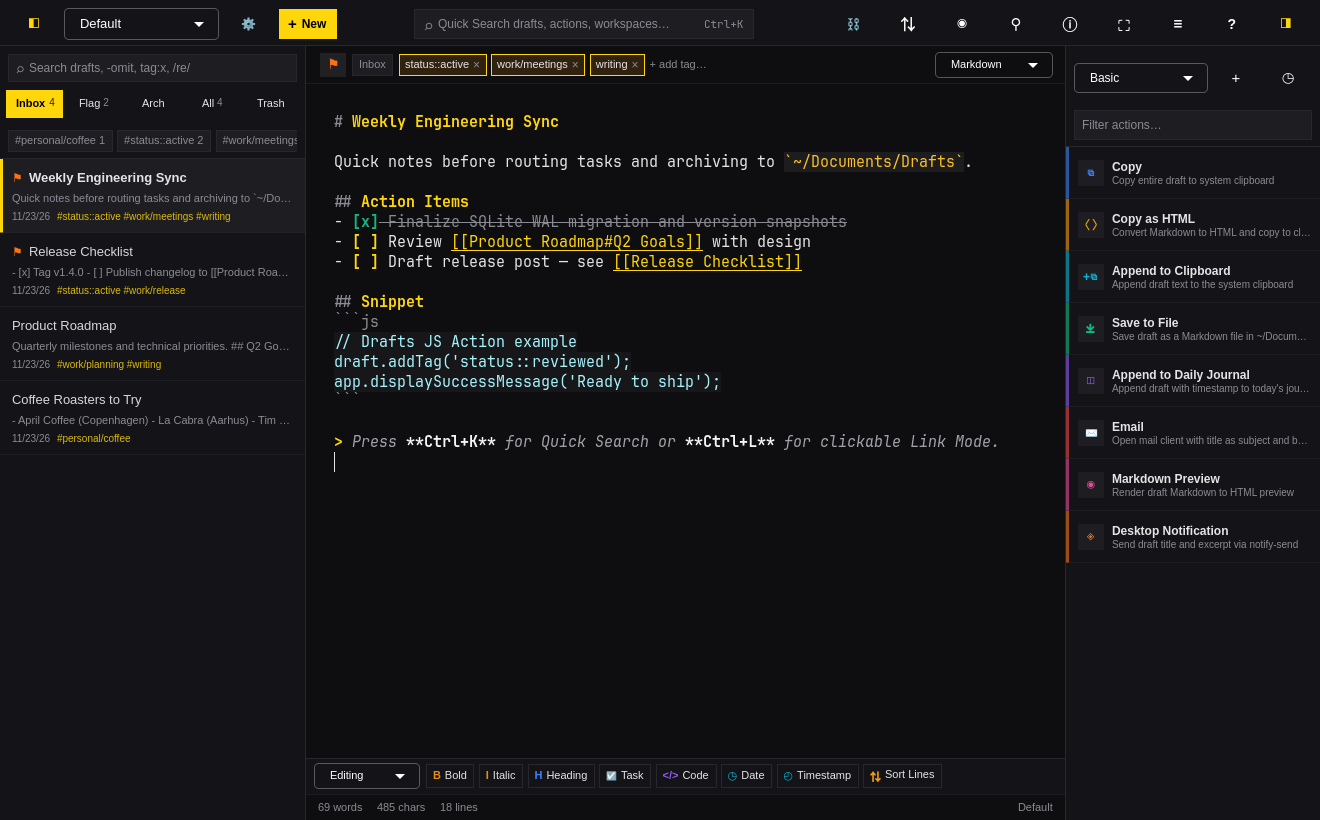 Default
+ New
Quick Search drafts, actions, workspaces… Ctrl+K
?
Search drafts, -omit, tag:x, /re/
Inbox 4 Flag 2 Arch All 4 Trash
#personal/coffee 1 #status::active 2 #work/meetings
Weekly Engineering Sync
Quick notes before routing tasks and archiving to `~/Do…
11/23/26 #status::active #work/meetings #writing
Release Checklist
- [x] Tag v1.4.0 - [ ] Publish changelog to [[Product Roa…
11/23/26 #status::active #work/release
Product Roadmap
Quarterly milestones and technical priorities. ## Q2 Go…
11/23/26 #work/planning #writing
Coffee Roasters to Try
- April Coffee (Copenhagen) - La Cabra (Aarhus) - Tim …
11/23/26 #personal/coffee
Inbox status::active × work/meetings × writing × + add tag… Markdown
# Weekly Engineering Sync
Quick notes before routing tasks and archiving to `~/Documents/Drafts`.
## Action Items
- [x] Finalize SQLite WAL migration and version snapshots
- [ ] Review [[Product Roadmap#Q2 Goals]] with design
- [ ] Draft release post — see [[Release Checklist]]
## Snippet
```js
// Drafts JS Action example
draft.addTag('status::reviewed');
app.displaySuccessMessage('Ready to ship');
```
> Press **Ctrl+K** for Quick Search or **Ctrl+L** for clickable Link Mode.
Editing B Bold I Italic H Heading Task </> Code Date Timestamp Sort Lines
69 words 485 chars 18 lines Default
Basic +
Filter actions…
Copy
Copy entire draft to system clipboard
Copy as HTML
Convert Markdown to HTML and copy to cl…
Append to Clipboard
Append draft text to the system clipboard
Save to File
Save draft as a Markdown file in ~/Docum…
Append to Daily Journal
Append draft with timestamp to today's jou…
Email
Open mail client with title as subject and b…
Markdown Preview
Render draft Markdown to HTML preview
Desktop Notification
Send draft title and excerpt via notify-send